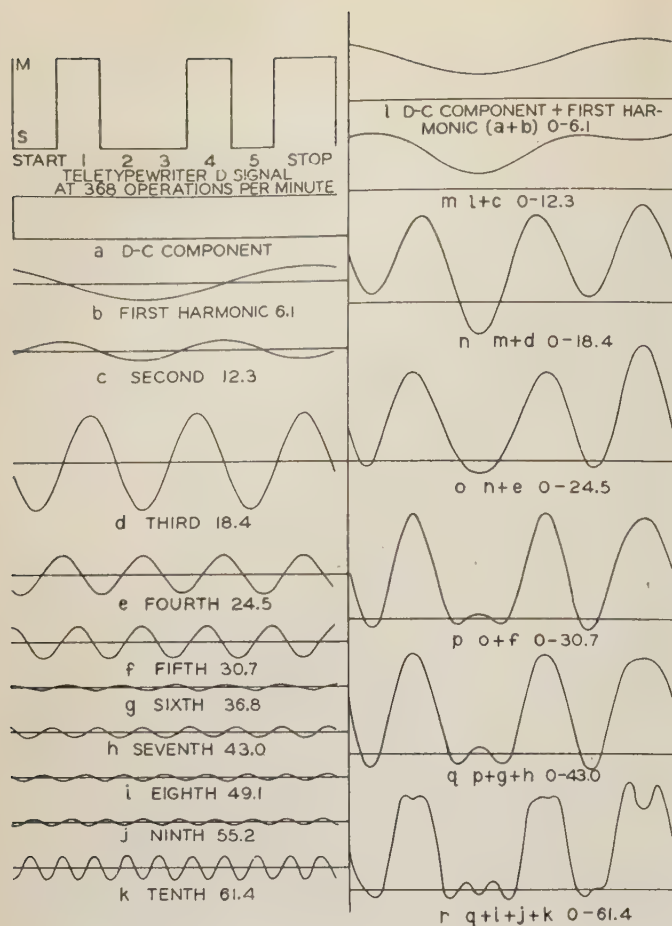 M
S
START 1 2 3 4 5 STOP
TELETYPEWRITER D SIGNAL
AT 368 OPERATIONS PER MINUTE
a D-C COMPONENT
b FIRST HARMONIC 6.1
c SECOND 12.3
d THIRD 18.4
e FOURTH 24.5
f FIFTH 30.7
g SIXTH 36.8
h SEVENTH 43.0
i EIGHTH 49.1
j NINTH 55.2
k TENTH 61.4
l D-C COMPONENT + FIRST HAR-
MONIC (a+b) 0-6.1
m l+c 0-12.3
n m+d 0-18.4
o n+e 0-24.5
p o+f 0-30.7
q p+g+h 0-43.0
r q+i+j+k 0-61.4